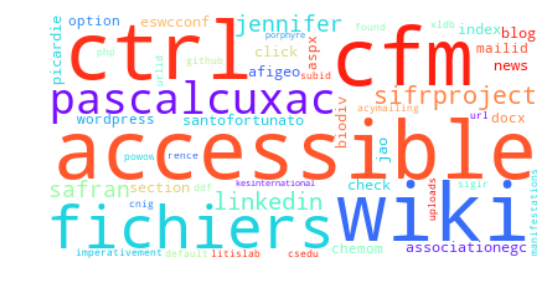 option eswcconf jennifer found xldb index blog
picardie ctrl porphyre cfm mailid
php github click aspx news
urlid afigeo subid
pascalcuxac sifrproject
acymailing
wordpress santofortunato biodiv url docx
accessible
powow rence jao
safran section ddf kesinternational check siglr
cnig linkedin uploads
fichiers wiki manifestations
chemom associationegc
imperativement default litislab csedu